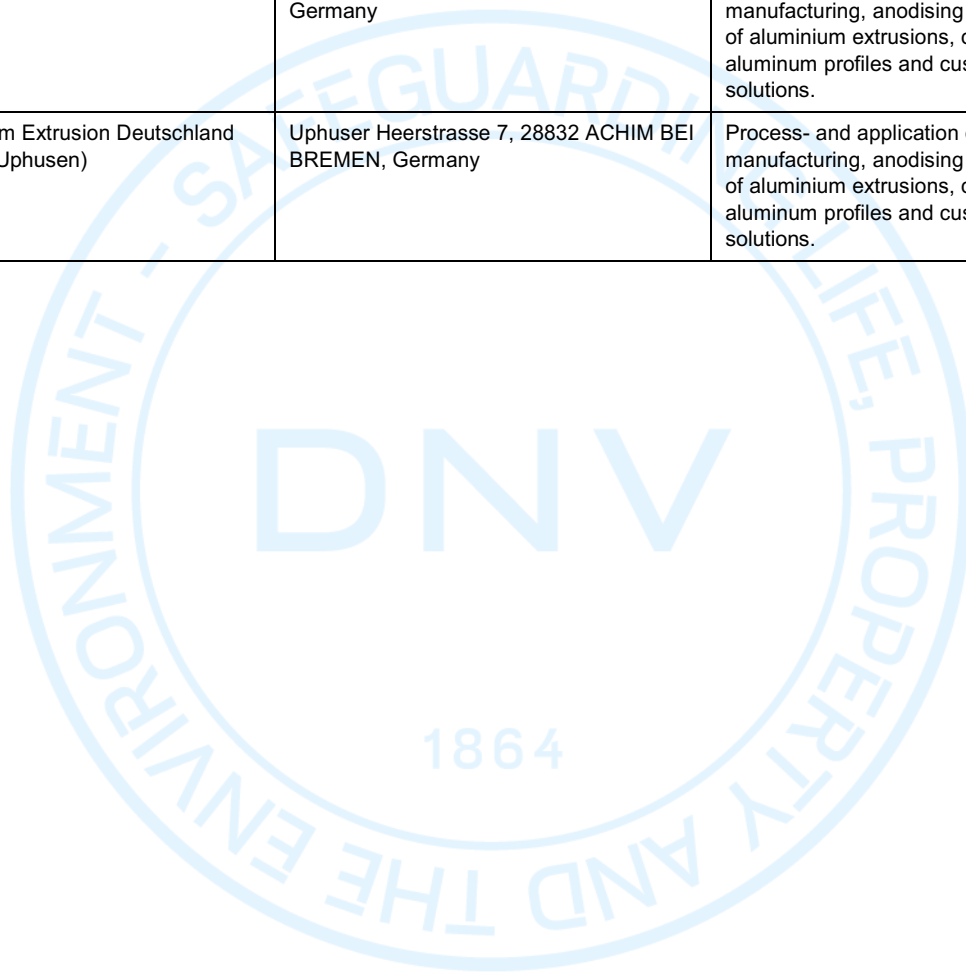 Germany
manufacturing, anodising
of aluminium extrusions,
aluminum profiles and
solutions.
m Extrusion Deutschland
Uphusen)
Uphuser Heerstrasse 7, 28832 ACHIM BEI
BREMEN, Germany
Process- and application
manufacturing, anodising
of aluminium extrusions,
aluminum profiles and
solutions.
SAFEGUARDING LIFE, PROPERTY AND THE ENVIRONMENT -
DNV
1864